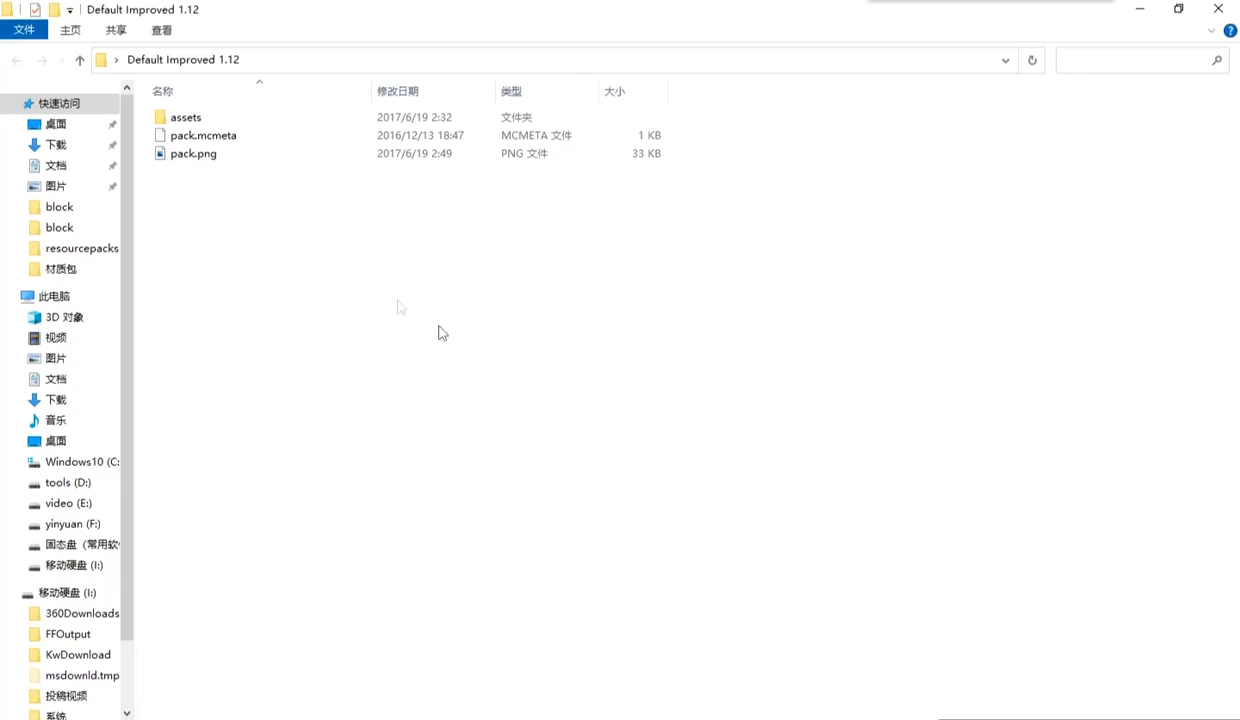 Default Improved 1.12
文件 主页 共享 查看
Default Improved 1.12
名称 修改日期 类型 大小
assets 2017/6/19 2:32 文件夹
pack.mcmeta 2016/12/13 18:47 MCMETA 文件 1 KB
pack.png 2017/6/19 2:49 PNG 文件 33 KB
快速访问
桌面
下载
文档
图片
block
block
resourcepacks
材质包
此电脑
3D 对象
视频
图片
文档
下载
音乐
桌面
Windows10 (C:
tools (D:)
video (E:)
yinyuan (F:)
固态盘（常用软
移动硬盘 (I:)
移动硬盘 (I:)
360Downloads
FFOutput
KwDownload
msdownld.tmp
投稿视频
系统